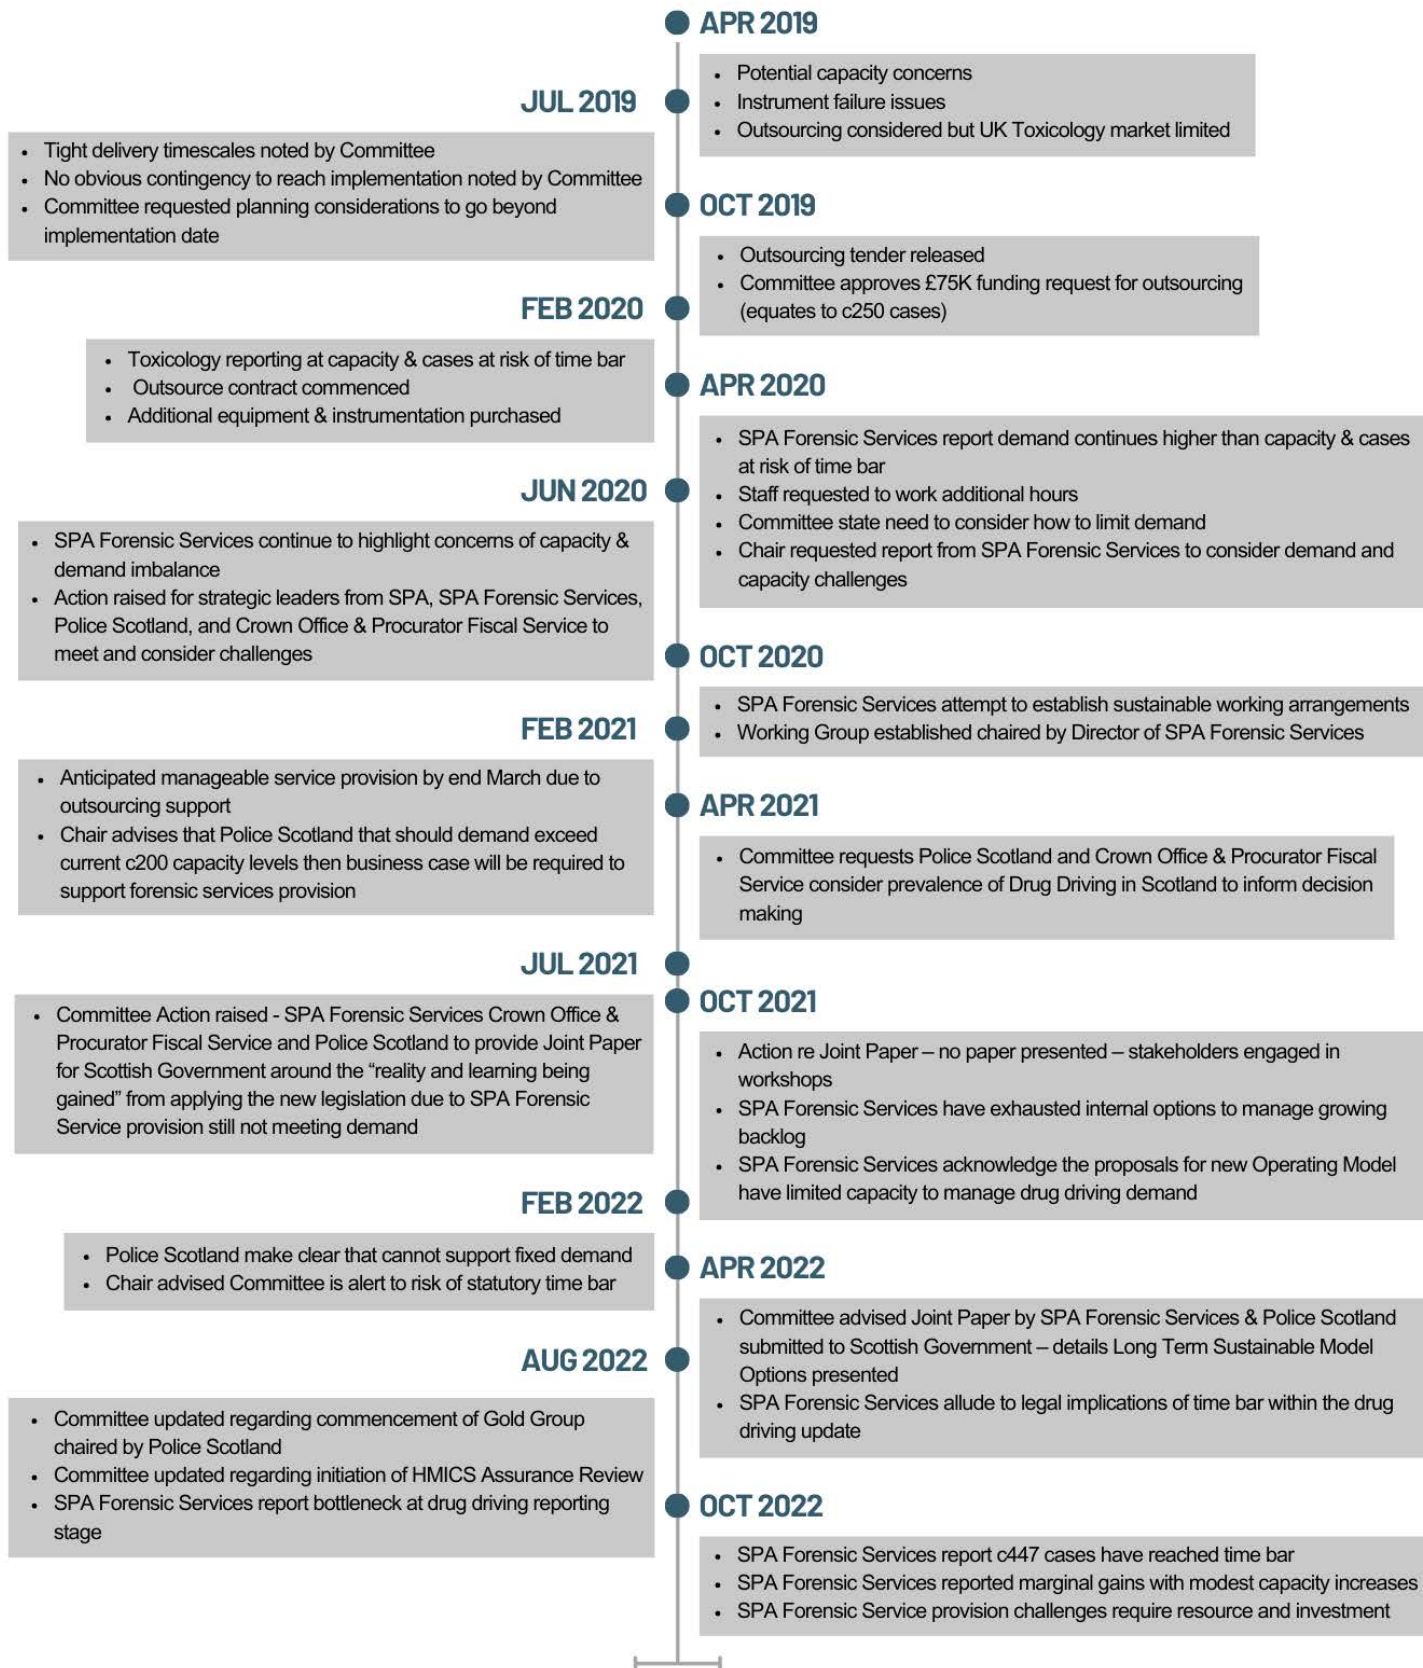 APR 2019
• Potential capacity concerns
• Instrument failure issues
• Outsourcing considered but UK Toxicology market limited
JUL 2019
• Tight delivery timescales noted by Committee
• No obvious contingency to reach implementation noted by Committee
• Committee requested planning considerations to go beyond
implementation date
OCT 2019
• Outsourcing tender released
• Committee approves £75K funding request for outsourcing
(equates to c250 cases)
FEB 2020
• Toxicology reporting at capacity & cases at risk of time bar
• Outsource contract commenced
• Additional equipment & instrumentation purchased
APR 2020
• SPA Forensic Services report demand continues higher than capacity & cases
at risk of time bar
• Staff requested to work additional hours
• Committee state need to consider how to limit demand
• Chair requested report from SPA Forensic Services to consider demand and
capacity challenges
JUN 2020
• SPA Forensic Services continue to highlight concerns of capacity &
demand imbalance
• Action raised for strategic leaders from SPA, SPA Forensic Services,
Police Scotland, and Crown Office & Procurator Fiscal Service to
meet and consider challenges
OCT 2020
• SPA Forensic Services attempt to establish sustainable working arrangements
• Working Group established chaired by Director of SPA Forensic Services
FEB 2021
• Anticipated manageable service provision by end March due to
outsourcing support
• Chair advises that Police Scotland that should demand exceed
current c200 capacity levels then business case will be required to
support forensic services provision
APR 2021
• Committee requests Police Scotland and Crown Office & Procurator Fiscal
Service consider prevalence of Drug Driving in Scotland to inform decision
making
JUL 2021
• Committee Action raised - SPA Forensic Services Crown Office &
Procurator Fiscal Service and Police Scotland to provide Joint Paper
for Scottish Government around the “reality and learning being
gained” from applying the new legislation due to SPA Forensic
Service provision still not meeting demand
OCT 2021
• Action re Joint Paper – no paper presented – stakeholders engaged in
workshops
• SPA Forensic Services have exhausted internal options to manage growing
backlog
• SPA Forensic Services acknowledge the proposals for new Operating Model
have limited capacity to manage drug driving demand
FEB 2022
• Police Scotland make clear that cannot support fixed demand
• Chair advised Committee is alert to risk of statutory time bar
APR 2022
• Committee advised Joint Paper by SPA Forensic Services & Police Scotland
submitted to Scottish Government – details Long Term Sustainable Model
Options presented
• SPA Forensic Services allude to legal implications of time bar within the drug
driving update
AUG 2022
• Committee updated regarding commencement of Gold Group
chaired by Police Scotland
• Committee updated regarding initiation of HMICS Assurance Review
• SPA Forensic Services report bottleneck at drug driving reporting
stage
OCT 2022
• SPA Forensic Services report c447 cases have reached time bar
• SPA Forensic Services reported marginal gains with modest capacity increases
• SPA Forensic Service provision challenges require resource and investment